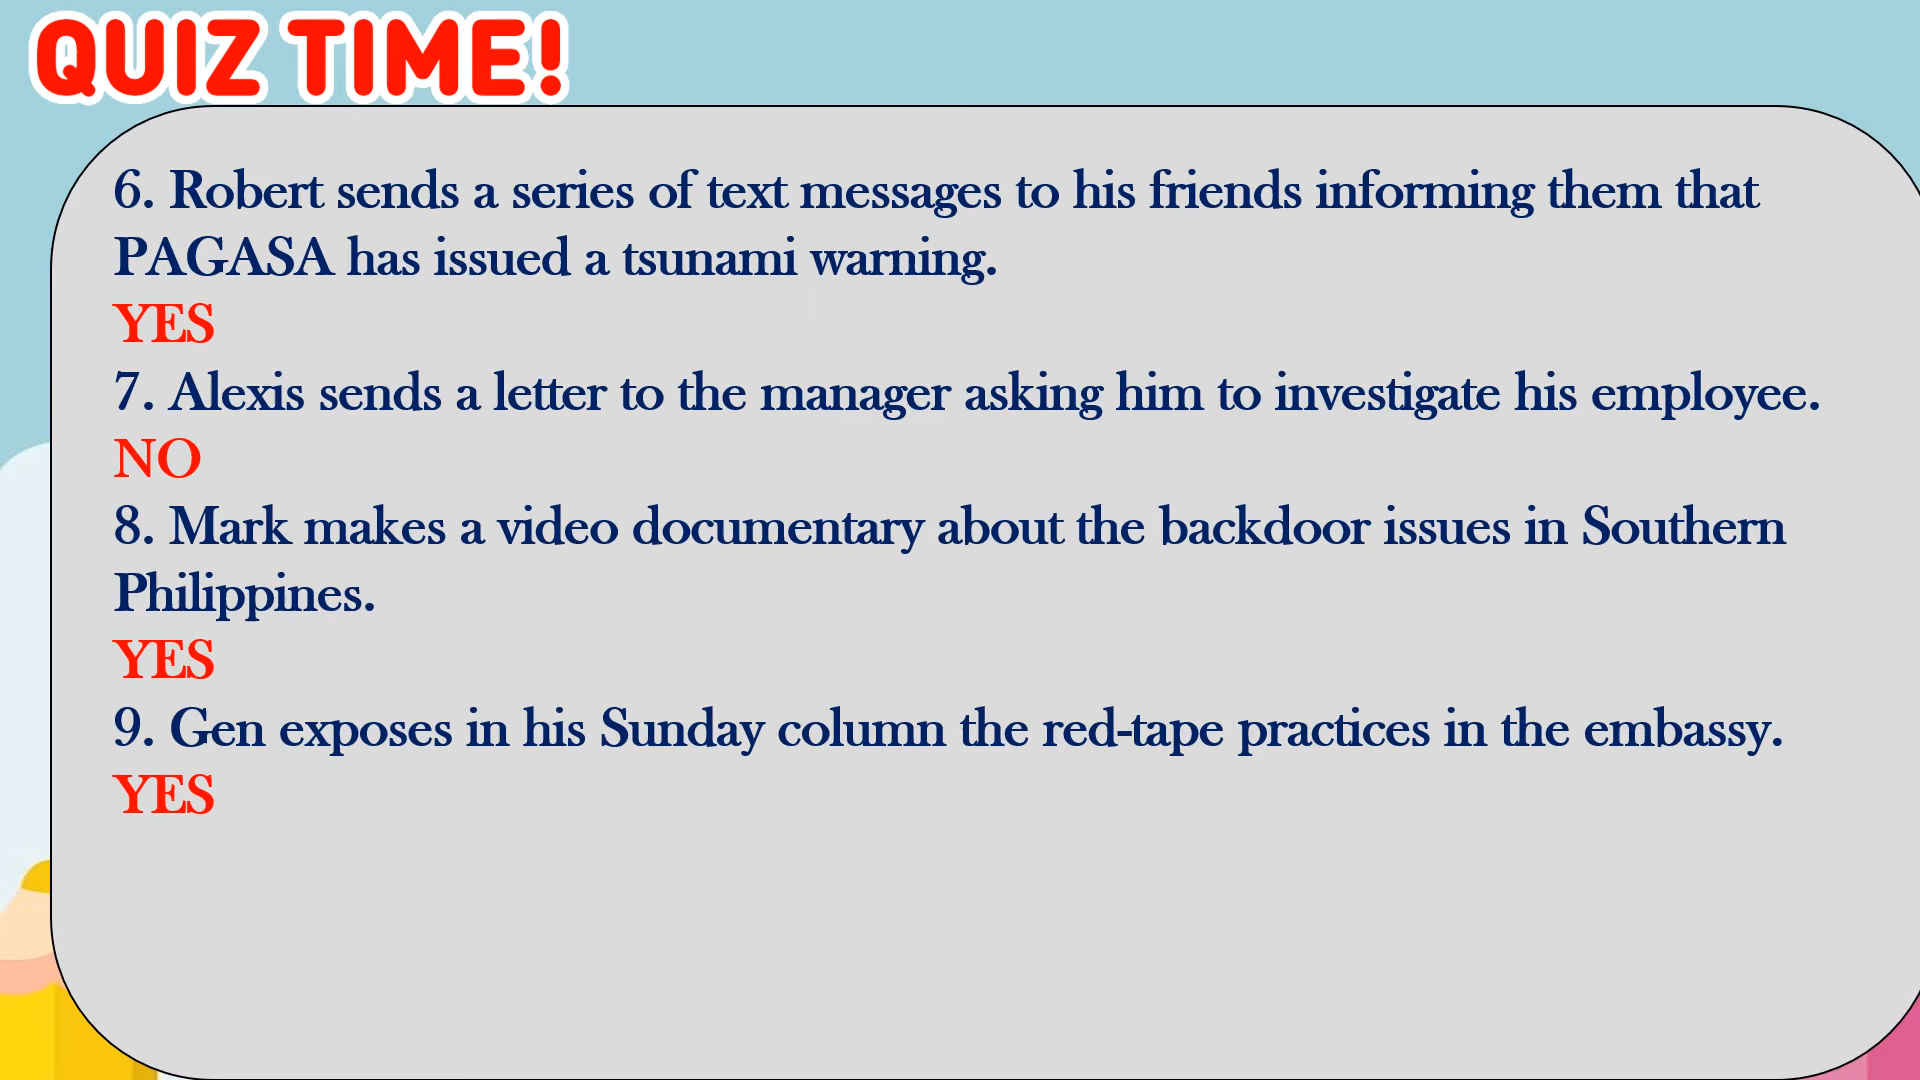 QUIZ TIME!
6. Robert sends a series of text messages to his friends informing them that
PAGASA has issued a tsunami warning.
YES
7. Alexis sends a letter to the manager asking him to investigate his employee.
NO
8. Mark makes a video documentary about the backdoor issues in Southern
Philippines.
YES
9. Gen exposes in his Sunday column the red-tape practices in the embassy.
YES